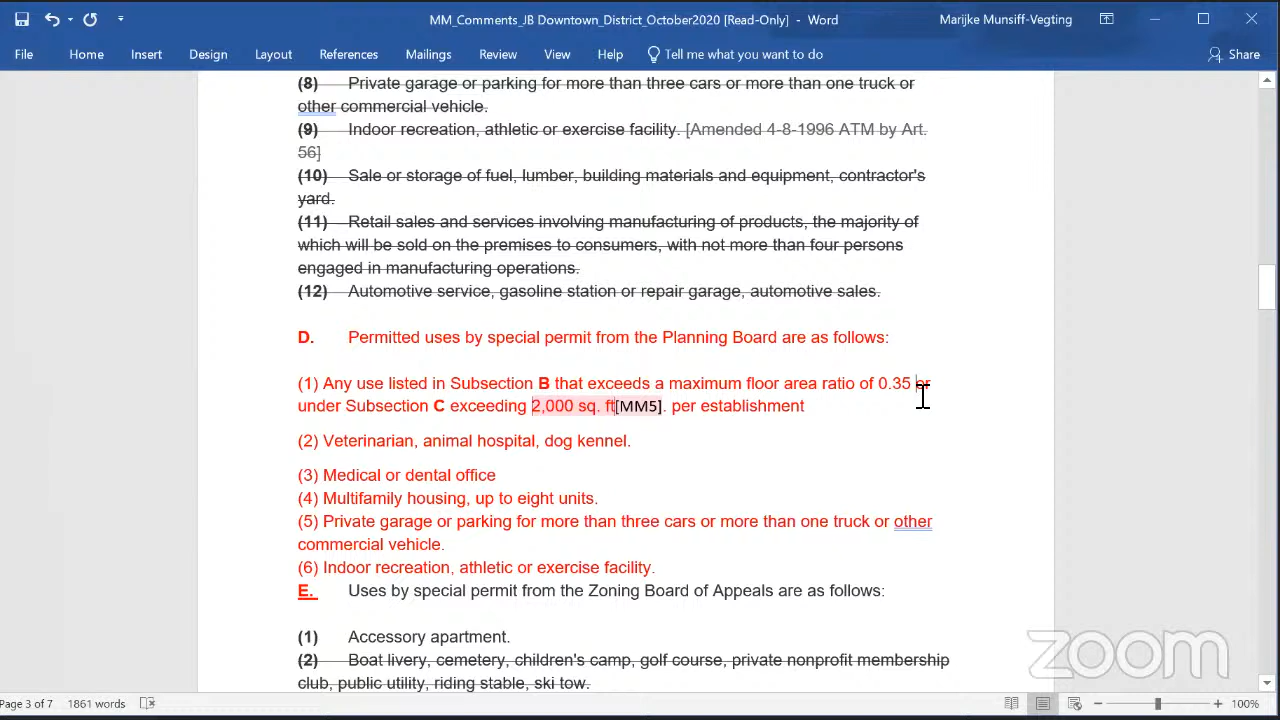 MM_Comments_JB Downtown_District_October2020 [Read-Only] - Word
Marijke Munsiff-Vegting
File Home Insert Design Layout References Mailings Review View Help Tell me what you want to do Share
(8) Private garage or parking for more than three cars or more than one truck or
other commercial vehicle.
(9) Indoor recreation, athletic or exercise facility. [Amended 4-8-1996 ATM by Art.
56]
(10) Sale or storage of fuel, lumber, building materials and equipment, contractor's
yard.
(11) Retail sales and services involving manufacturing of products, the majority of
which will be sold on the premises to consumers, with not more than four persons
engaged in manufacturing operations.
(12) Automotive service, gasoline station or repair garage, automotive sales.
D. Permitted uses by special permit from the Planning Board are as follows:
(1) Any use listed in Subsection B that exceeds a maximum floor area ratio of 0.35 or
under Subsection C exceeding 2,000 sq. ft[MM5]. per establishment
(2) Veterinarian, animal hospital, dog kennel.
(3) Medical or dental office
(4) Multifamily housing, up to eight units.
(5) Private garage or parking for more than three cars or more than one truck or other
commercial vehicle.
(6) Indoor recreation, athletic or exercise facility.
E. Uses by special permit from the Zoning Board of Appeals are as follows:
(1) Accessory apartment.
(2) Boat livery, cemetery, children's camp, golf course, private nonprofit membership
club, public utility, riding stable, ski tow.
zoom
Page 3 of 7 1861 words 100%